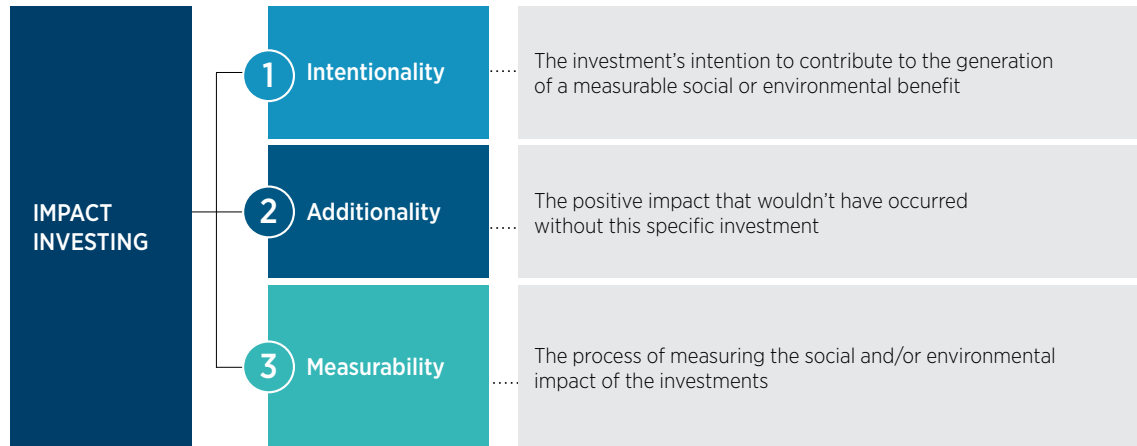 IMPACT
INVESTING
1
Intentionality
The investment’s intention to contribute to the generation
of a measurable social or environmental benefit
2
Additionality
The positive impact that wouldn’t have occurred
without this specific investment
3
Measurability
The process of measuring the social and/or environmental
impact of the investments